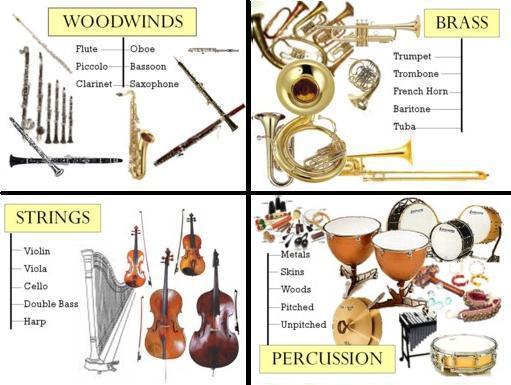 WOODWINDS
Flute
Oboe
Piccolo
Bassoon
Clarinet
Saxophone
BRASS
Trumpet
Trombone
French Horn
Baritone
Tuba
STRINGS
Violin
Viola
Cello
Double Bass
Harp
Metals
Skins
Woods
Pitched
Unpitched
PERCUSSION